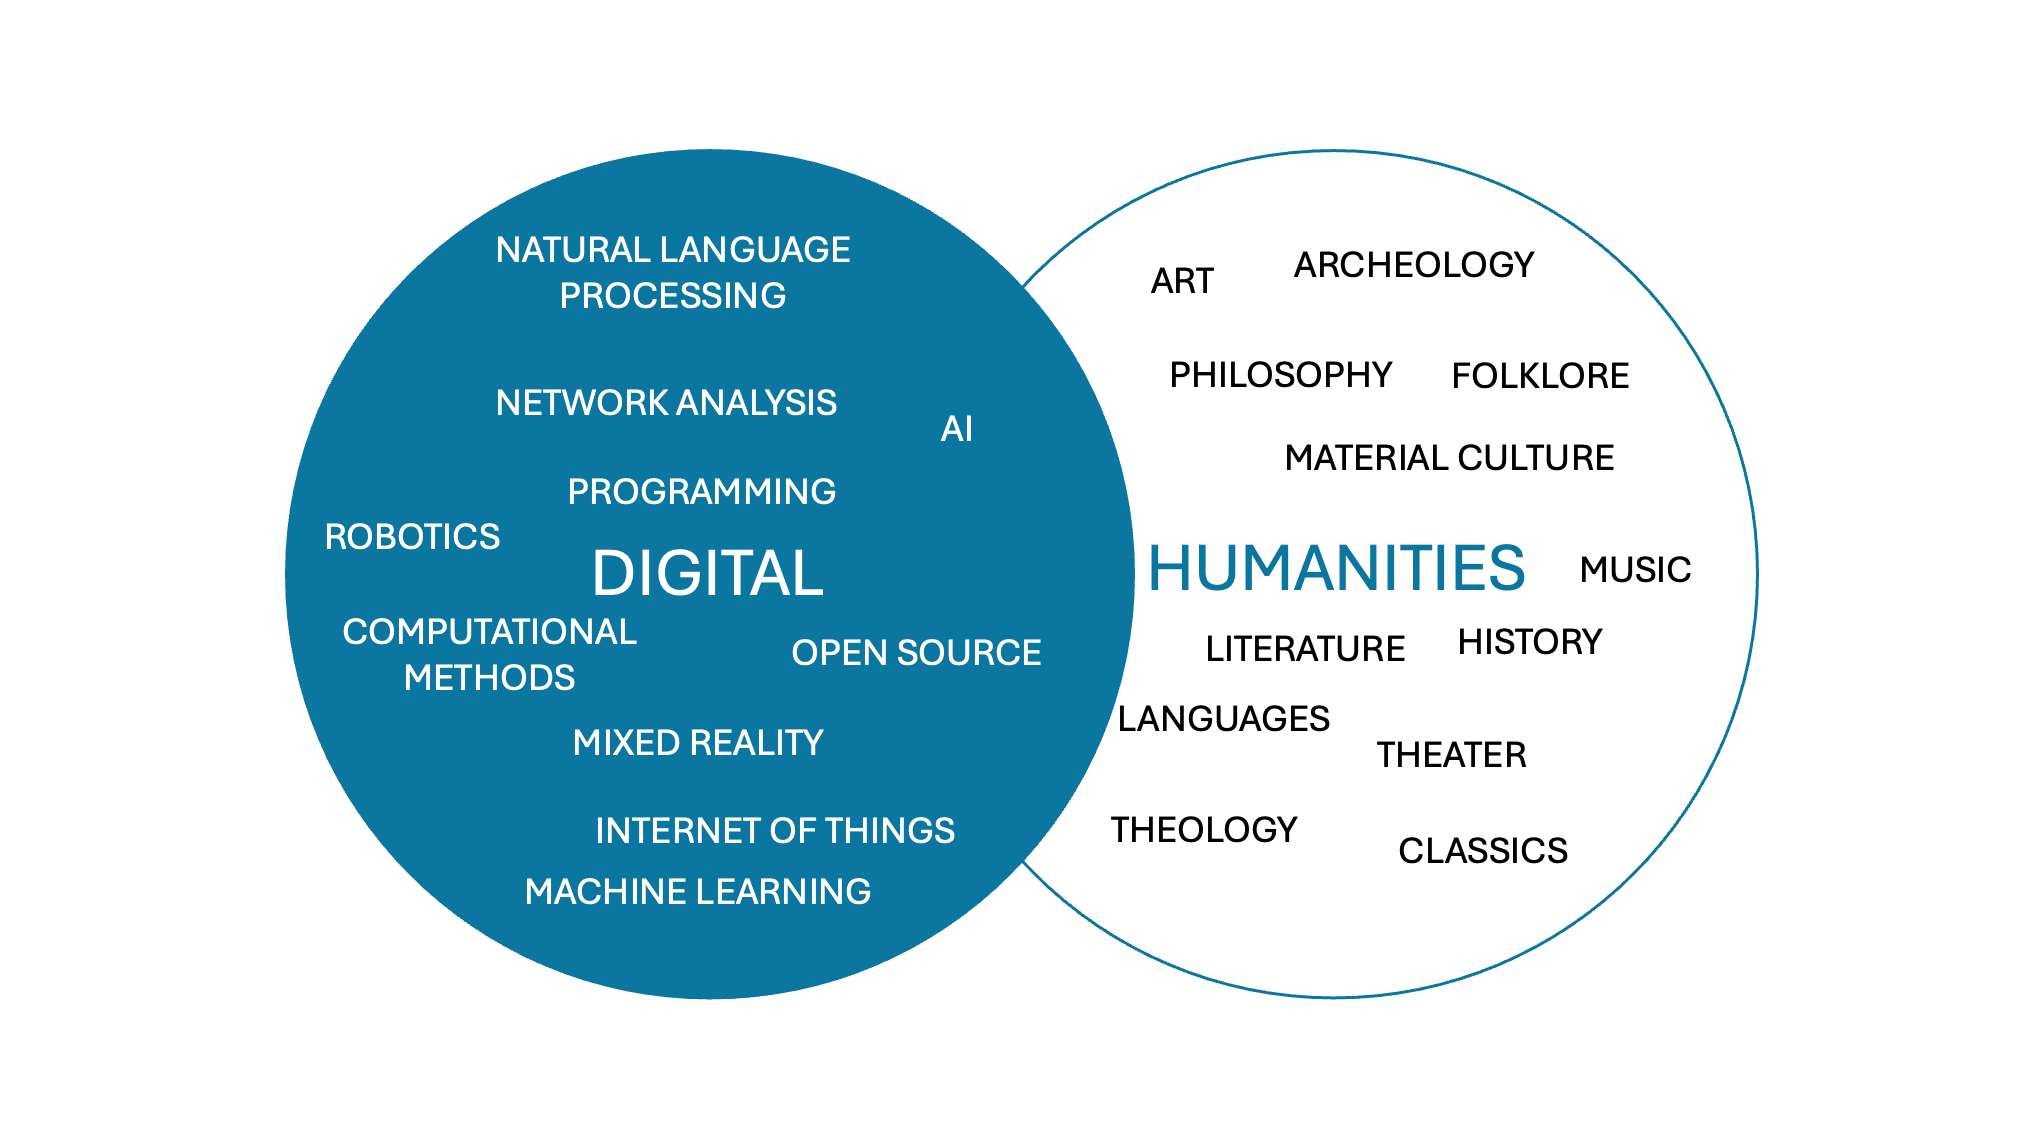 NATURAL LANGUAGE
PROCESSING
NETWORK ANALYSIS
AI
PROGRAMMING
ROBOTICS
DIGITAL
COMPUTATIONAL
METHODS
OPEN SOURCE
MIXED REALITY
INTERNET OF THINGS
MACHINE LEARNING
ART
ARCHEOLOGY
PHILOSOPHY
FOLKLORE
MATERIAL CULTURE
HUMANITIES
MUSIC
LITERATURE
HISTORY
LANGUAGES
THEATER
THEOLOGY
CLASSICS